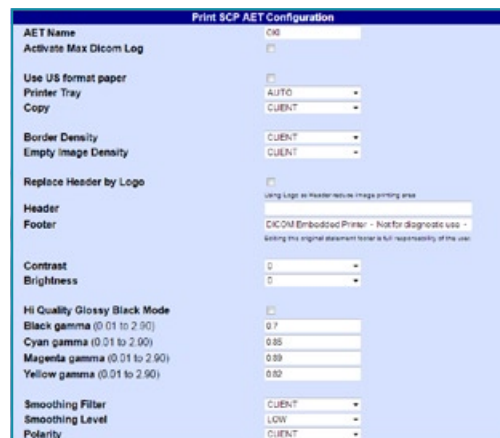 Print SCP AET Configuration
AET Name OKI
Activate Max Dicom Log
Use US format paper
Printer Tray AUTO
Copy CLIENT
Border Density CLIENT
Empty Image Density CLIENT
Replace Header by Logo
Using Logo as Header reduce image printing area
Header
Footer DICOM Embedded Printer - Not for diagnostic use -
Editing this original statement footer is full responsability of the user.
Contrast 0
Brightness 0
Hi Quality Glossy Black Mode
Black gamma (0.01 to 2.90) 0.7
Cyan gamma (0.01 to 2.90) 0.85
Magenta gamma (0.01 to 2.90) 0.89
Yellow gamma (0.01 to 2.90) 0.82
Smoothing Filter CLIENT
Smoothing Level LOW
Polarity CLIENT